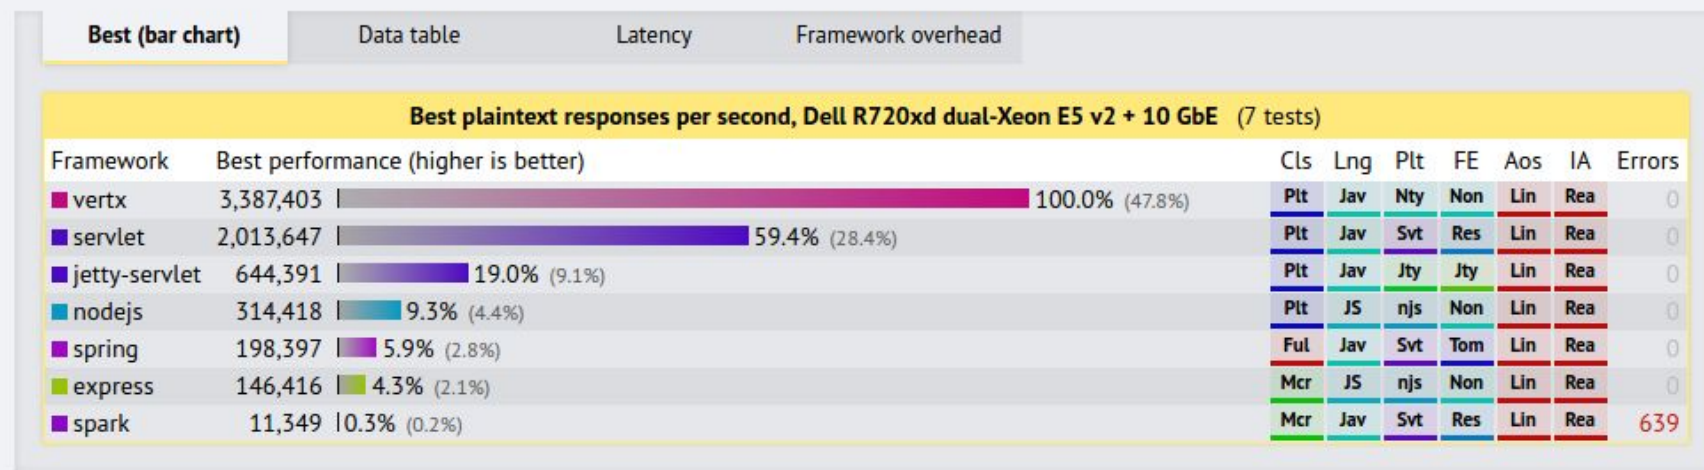 Best (bar chart) Data table Latency Framework overhead
Best plaintext responses per second, Dell R720xd dual-Xeon E5 v2 + 10 GbE (7 tests)
Framework Best performance (higher is better) Cls Lng Plt FE Aos IA Errors
vertx 3,387,403 100.0% (47.8%) Plt Jav Nty Non Lin Rea 0
servlet 2,013,647 59.4% (28.4%) Plt Jav Svt Res Lin Rea 0
jetty-servlet 644,391 19.0% (9.1%) Plt Jav Jty Jty Lin Rea 0
nodejs 314,418 9.3% (4.4%) Plt JS njs Non Lin Rea 0
spring 198,397 5.9% (2.8%) Ful Jav Svt Tom Lin Rea 0
express 146,416 4.3% (2.1%) Mcr JS njs Non Lin Rea 0
spark 11,349 0.3% (0.2%) Mcr Jav Svt Res Lin Rea 639